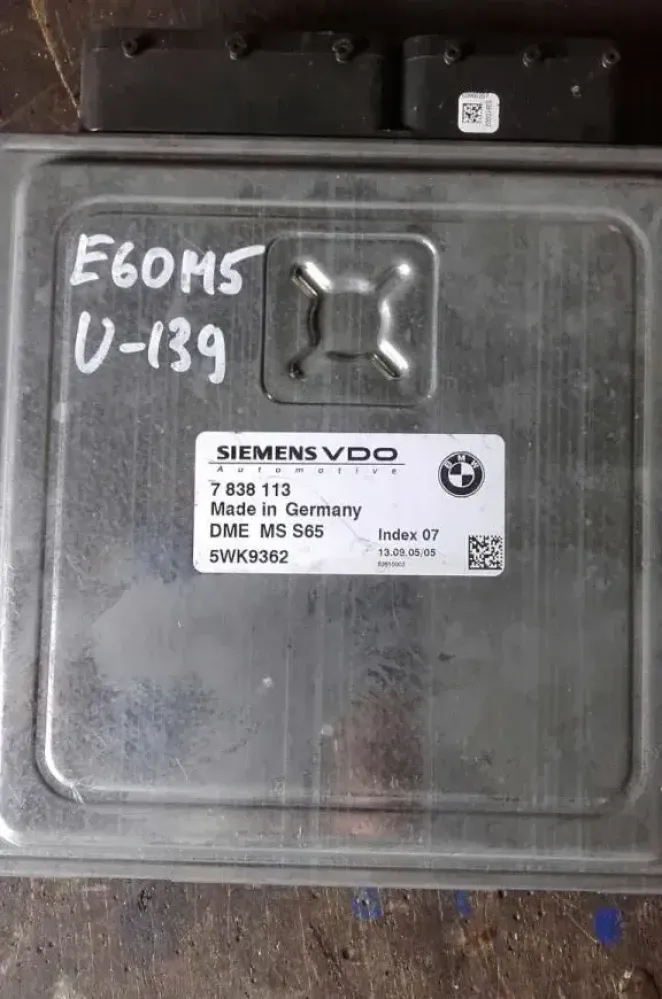 E60M5
U-139
SIEMENS VDO
Automotive
BMW
7 838 113
Made in Germany
DME MS S65
Index 07
5WK9362
13.09.05/05